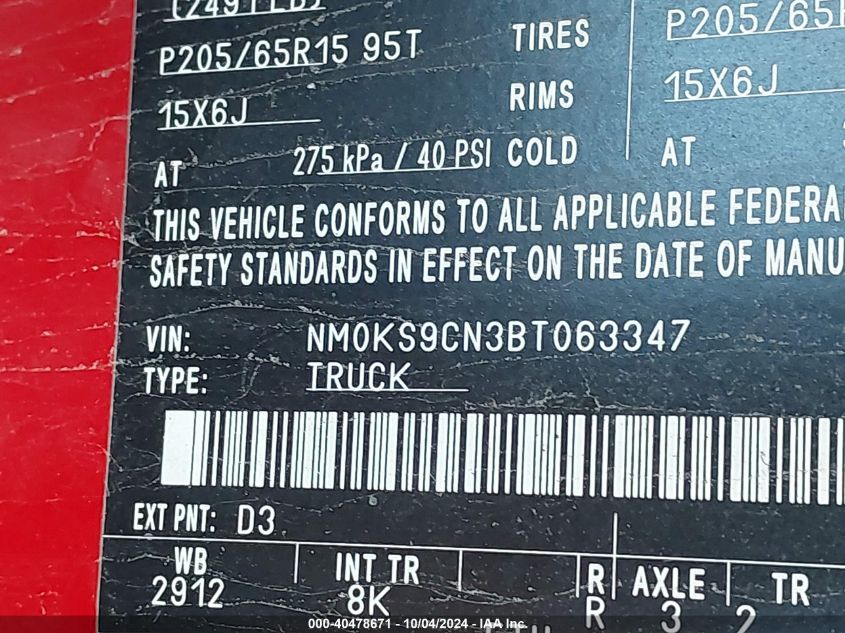 P205/65R15 95T TIRES P205/65
15X6J RIMS 15X6J
AT 275 kPa / 40 PSI COLD AT
THIS VEHICLE CONFORMS TO ALL APPLICABLE FEDERA
SAFETY STANDARDS IN EFFECT ON THE DATE OF MANU
VIN: NM0KS9CN3BT063347
TYPE: TRUCK
EXT PNT: D3
WB INT TR R AXLE TR
2912 8K R 3 2
000-40478671 - 10/04/2024 - IAA Inc.